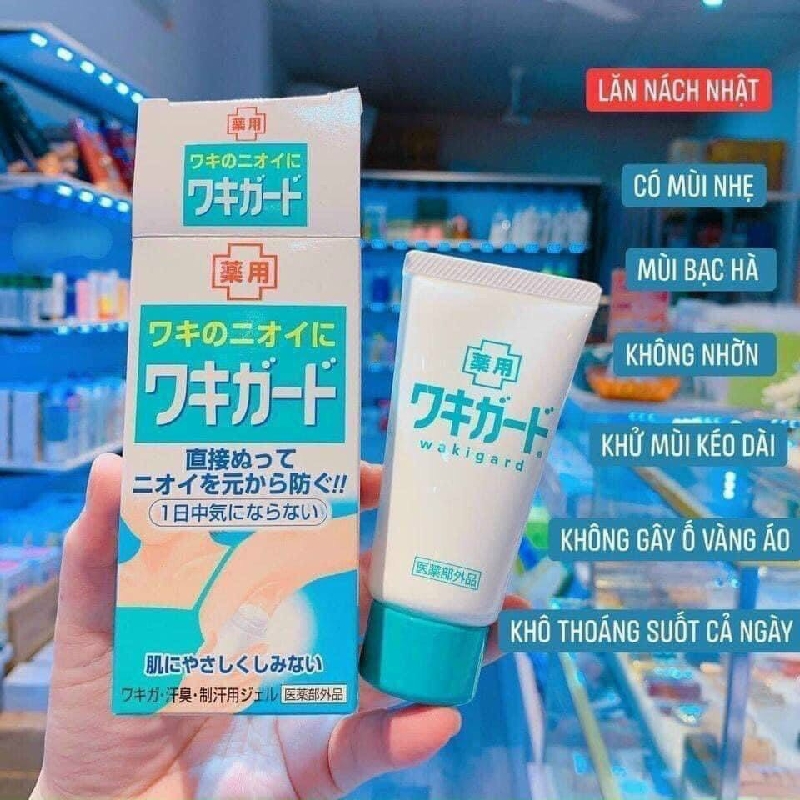 薬用
ワキのニオイに
ワキガード
薬用
ワキのニオイに
ワキガード
直接ぬって
ニオイを元から防ぐ!!
1日中気にならない
肌にやさしくしみない
ワキガ・汗臭・制汗用ジェル 医薬部外品
薬用
ワキガード
wakigard
医薬部外品
LĂN NÁCH NHẬT
CÓ MÙI NHẸ
MÙI BẠC HÀ
KHÔNG NHỜN
KHỬ MÙI KÉO DÀI
KHÔNG GÂY Ố VÀNG ÁO
KHÔ THOÁNG SUỐT CẢ NGÀY